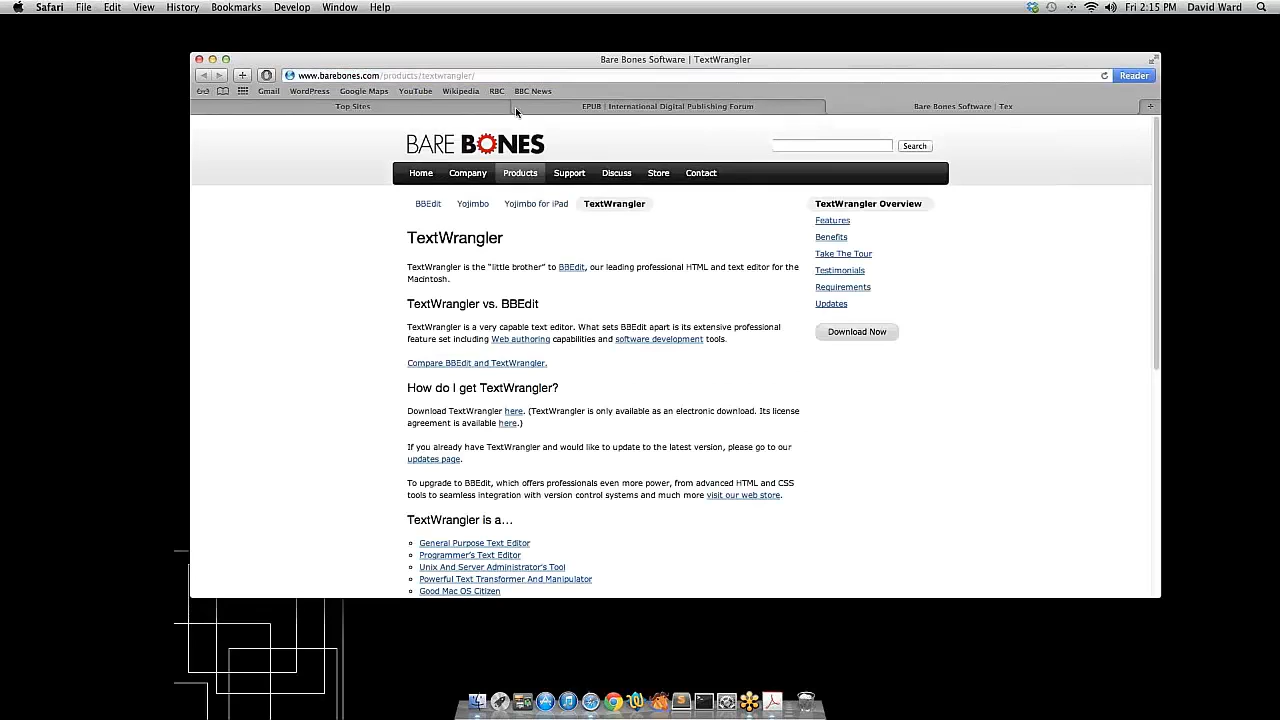 Safari File Edit View History Bookmarks Develop Window Help Fri 2:15 PM David Ward
Bare Bones Software | TextWrangler
www.barebones.com/products/textwrangler/ Reader
Gmail WordPress Google Maps YouTube Wikipedia RBC BBC News
Top Sites EPUB | International Digital Publishing Forum Bare Bones Software | Tex
BARE BONES
Search
Home Company Products Support Discuss Store Contact
BBEdit Yojimbo Yojimbo for iPad TextWrangler
TextWrangler Overview
Features
Benefits
Take The Tour
Testimonials
Requirements
Updates
Download Now
TextWrangler
TextWrangler is the "little brother" to BBEdit, our leading professional HTML and text editor for the
Macintosh.
TextWrangler vs. BBEdit
TextWrangler is a very capable text editor. What sets BBEdit apart is its extensive professional
feature set including Web authoring capabilities and software development tools.
Compare BBEdit and TextWrangler.
How do I get TextWrangler?
Download TextWrangler here. (TextWrangler is only available as an electronic download. Its license
agreement is available here.)
If you already have TextWrangler and would like to update to the latest version, please go to our
updates page.
To upgrade to BBEdit, which offers professionals even more power, from advanced HTML and CSS
tools to seamless integration with version control systems and much more visit our web store.
TextWrangler is a…
General Purpose Text Editor
Programmer's Text Editor
Unix And Server Administrator's Tool
Powerful Text Transformer And Manipulator
Good Mac OS Citizen